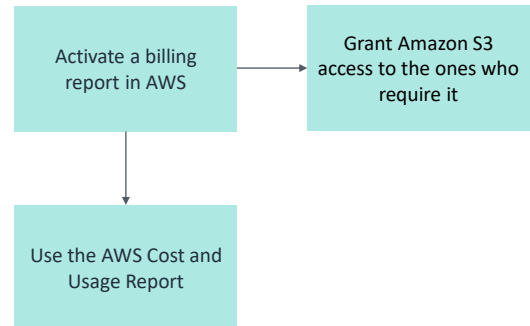 Activate a billing
report in AWS
Grant Amazon S3
access to the ones who
require it
Use the AWS Cost and
Usage Report